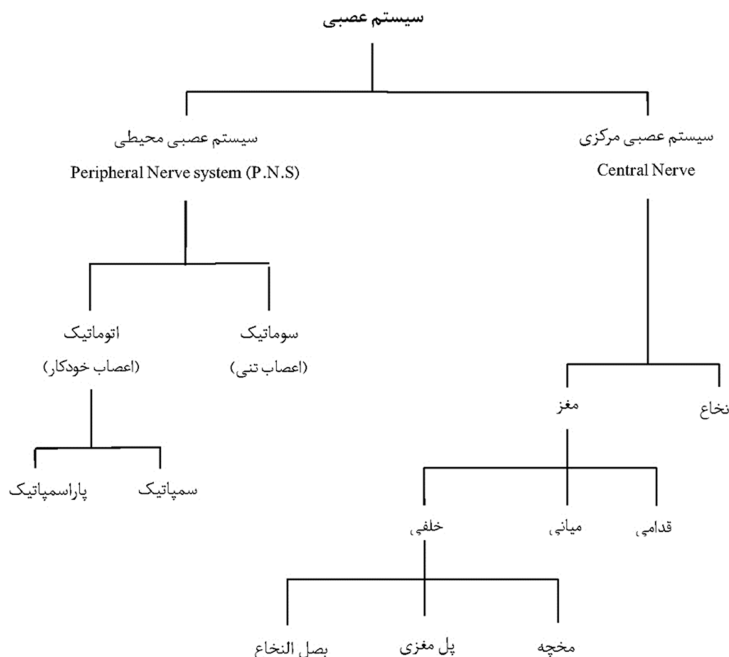 سیستم عصبی
سیستم عصبی مرکزی
Central Nerve
سیستم عصبی محیطی
Peripheral Nerve system (P.N.S)
سوماتیک
(اعصاب تنی)
اتوماتیک
(اعصاب خودکار)
نخاع
مغز
سمپاتیک
پاراسمپاتیک
قدامی
میانی
خلفی
مخچه
پل مغزی
بصل النخاع